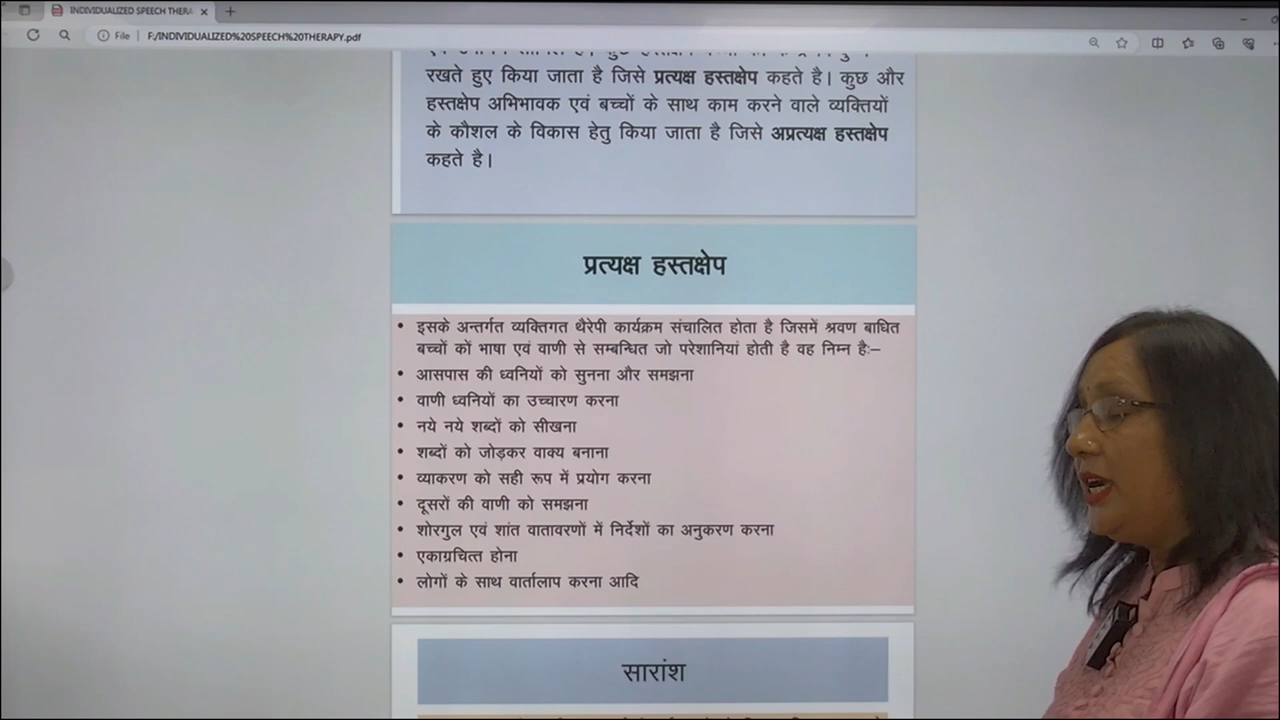 INDIVIDUALIZED SPEECH THERA
File | F:/INDIVIDUALIZED%20SPEECH%20THERAPY.pdf
रखते हुए किया जाता है जिसे प्रत्यक्ष हस्तक्षेप कहते है। कुछ और
हस्तक्षेप अभिभावक एवं बच्चों के साथ काम करने वाले व्यक्तियों
के कौशल के विकास हेतु किया जाता है जिसे अप्रत्यक्ष हस्तक्षेप
कहते है।
प्रत्यक्ष हस्तक्षेप
• इसके अन्तर्गत व्यक्तिगत थैरेपी कार्यक्रम संचालित होता है जिसमें श्रवण बाधित
बच्चों कों भाषा एवं वाणी से सम्बन्धित जो परेशानियां होती है वह निम्न है:–
• आसपास की ध्वनियों को सुनना और समझना
• वाणी ध्वनियों का उच्चारण करना
• नये नये शब्दों को सीखना
• शब्दों को जोड़कर वाक्य बनाना
• व्याकरण को सही रूप में प्रयोग करना
• दूसरों की वाणी को समझना
• शोरगुल एवं शांत वातावरणों में निर्देशों का अनुकरण करना
• एकाग्रचित्त होना
• लोगों के साथ वार्तालाप करना आदि
सारांश